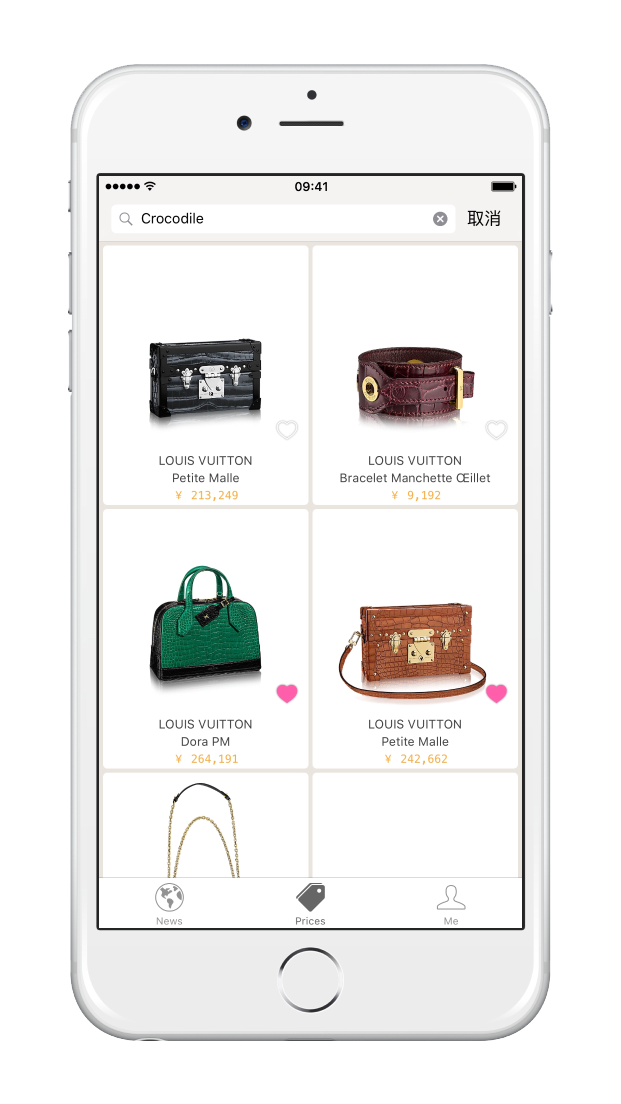 09:41
Crocodile
取消
LOUIS VUITTON
Petite Malle
¥ 213,249
LOUIS VUITTON
Bracelet Manchette Œillet
¥ 9,192
LOUIS VUITTON
Dora PM
¥ 264,191
LOUIS VUITTON
Petite Malle
¥ 242,662
News
Prices
Me